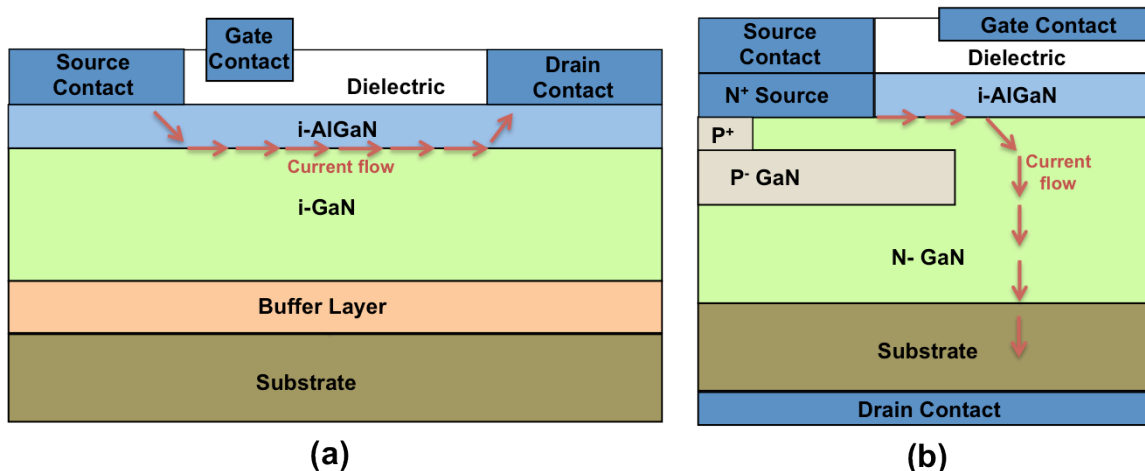 Source
Contact
Gate
Contact
Dielectric
Drain
Contact
i-AlGaN
Current flow
i-GaN
Buffer Layer
Substrate
(a)
Source
Contact
Gate Contact
Dielectric
N+ Source
i-AlGaN
P+
P- GaN
Current
flow
N- GaN
Substrate
Drain Contact
(b)